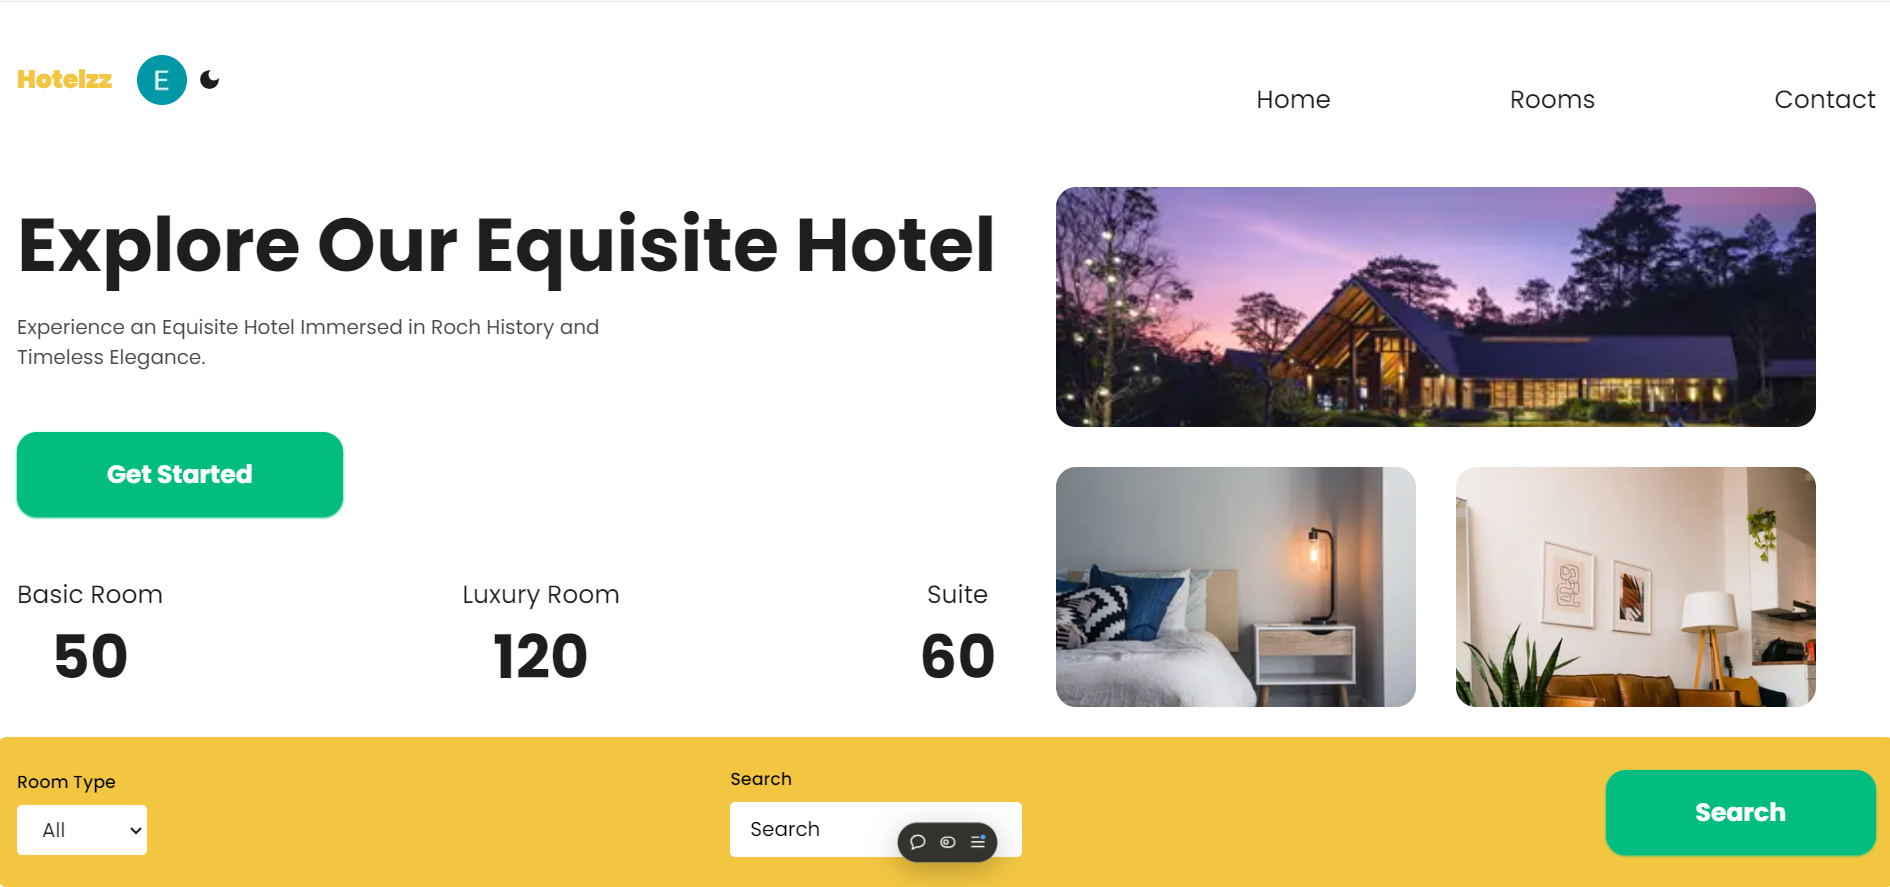 Hotelzz
E
Home
Rooms
Contact
Explore Our Equisite Hotel
Experience an Equisite Hotel Immersed in Roch History and
Timeless Elegance.
Get Started
Basic Room
50
Luxury Room
120
Suite
60
Room Type
All
Search
Search
Search